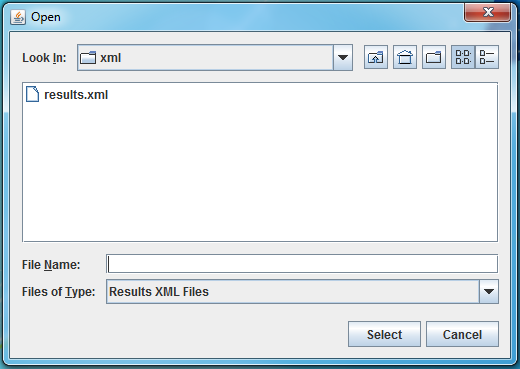 Open
Look In: xml
results.xml
File Name:
Files of Type: Results XML Files
Select Cancel